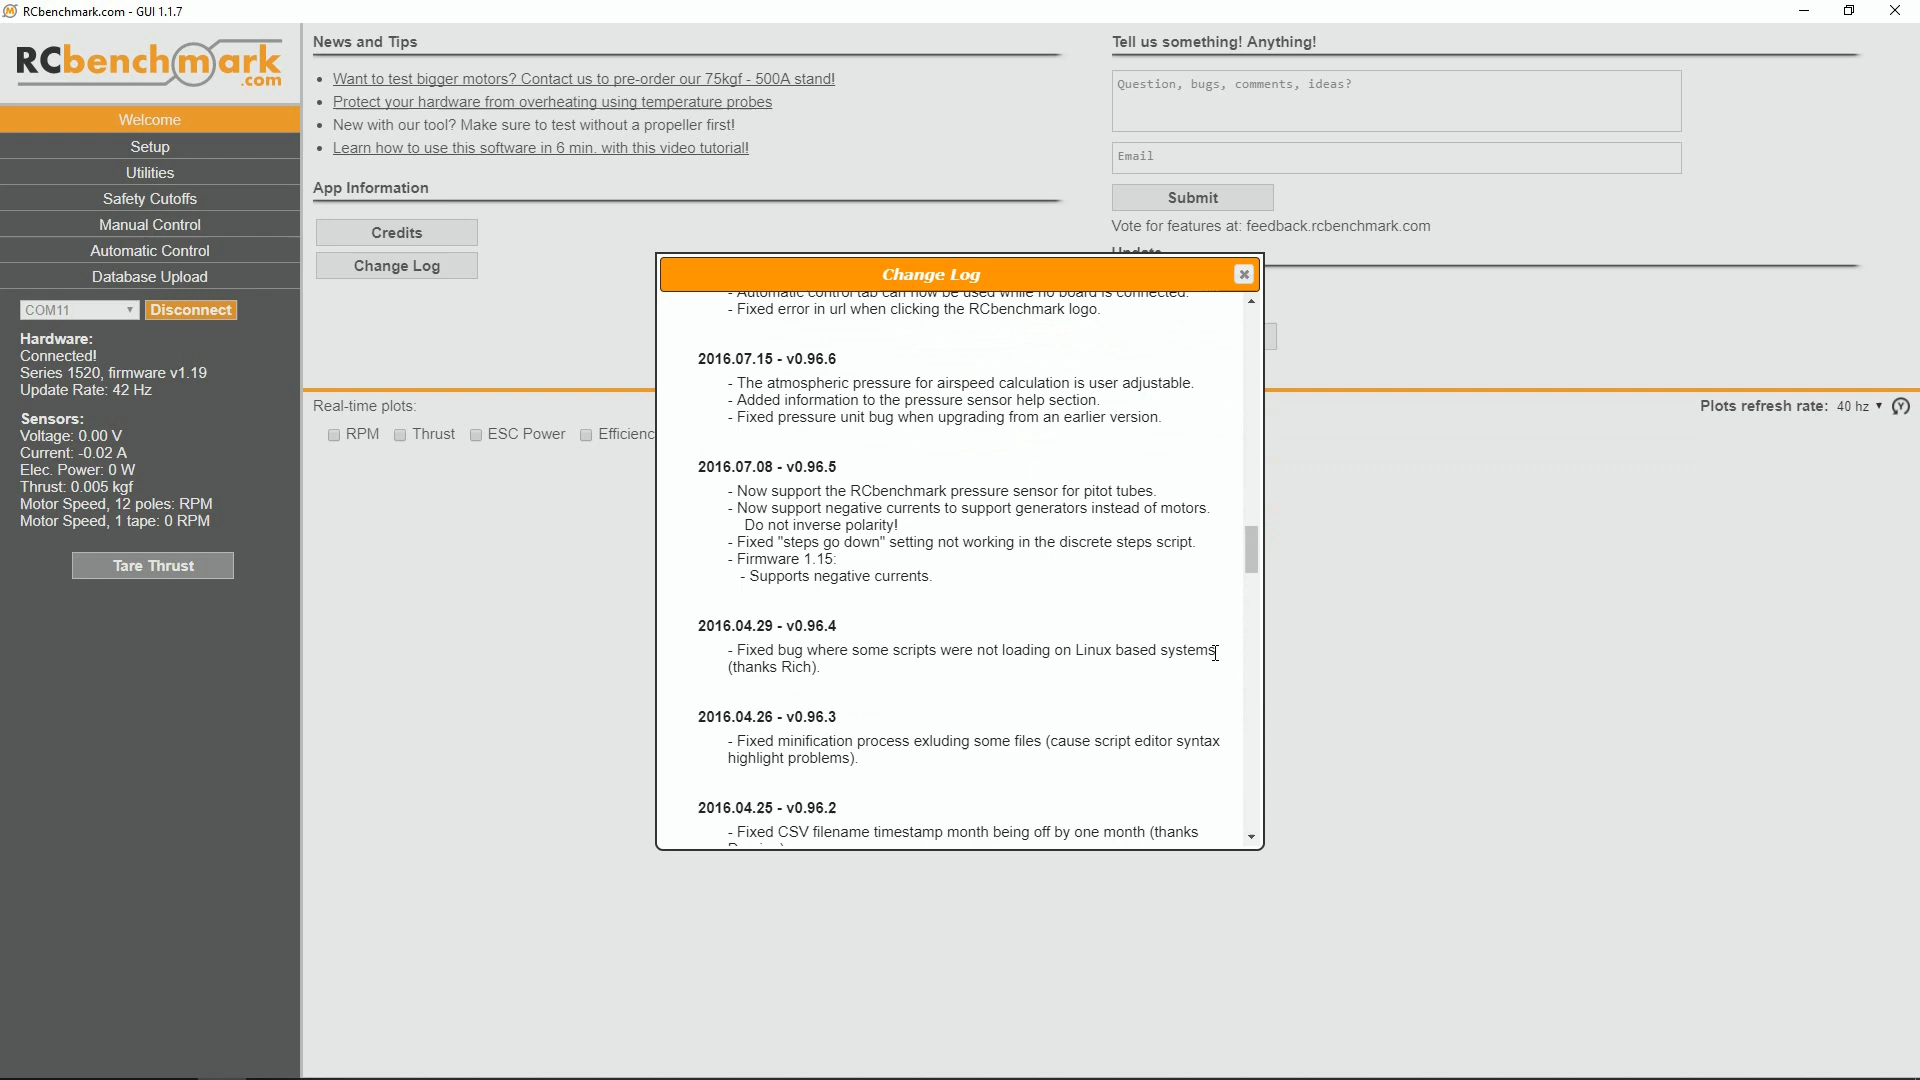 RCbenchmark.com - GUI 1.1.7
RCbenchmark
.com
Welcome
Setup
Utilities
Safety Cutoffs
Manual Control
Automatic Control
Database Upload
COM11
Disconnect
Hardware:
Connected!
Series 1520, firmware v1.19
Update Rate: 42 Hz
Sensors:
Voltage: 0.00 V
Current: -0.02 A
Elec. Power: 0 W
Thrust: 0.005 kgf
Motor Speed, 12 poles: RPM
Motor Speed, 1 tape: 0 RPM
Tare Thrust
News and Tips
Want to test bigger motors? Contact us to pre-order our 75kgf - 500A stand!
Protect your hardware from overheating using temperature probes
New with our tool? Make sure to test without a propeller first!
Learn how to use this software in 6 min. with this video tutorial!
App Information
Credits
Change Log
Tell us something! Anything!
Question, bugs, comments, ideas?
Email
Submit
Vote for features at: feedback.rcbenchmark.com
Update
Real-time plots:
RPM
Thrust
ESC Power
Efficienc
Plots refresh rate: 40 hz
Change Log
- Automatic control tab can now be used while no board is connected.
- Fixed error in url when clicking the RCbenchmark logo.
2016.07.15 - v0.96.6
- The atmospheric pressure for airspeed calculation is user adjustable.
- Added information to the pressure sensor help section.
- Fixed pressure unit bug when upgrading from an earlier version.
2016.07.08 - v0.96.5
- Now support the RCbenchmark pressure sensor for pitot tubes.
- Now support negative currents to support generators instead of motors.
Do not inverse polarity!
- Fixed "steps go down" setting not working in the discrete steps script.
- Firmware 1.15:
- Supports negative currents.
2016.04.29 - v0.96.4
- Fixed bug where some scripts were not loading on Linux based systems
(thanks Rich).
2016.04.26 - v0.96.3
- Fixed minification process exluding some files (cause script editor syntax
highlight problems).
2016.04.25 - v0.96.2
- Fixed CSV filename timestamp month being off by one month (thanks